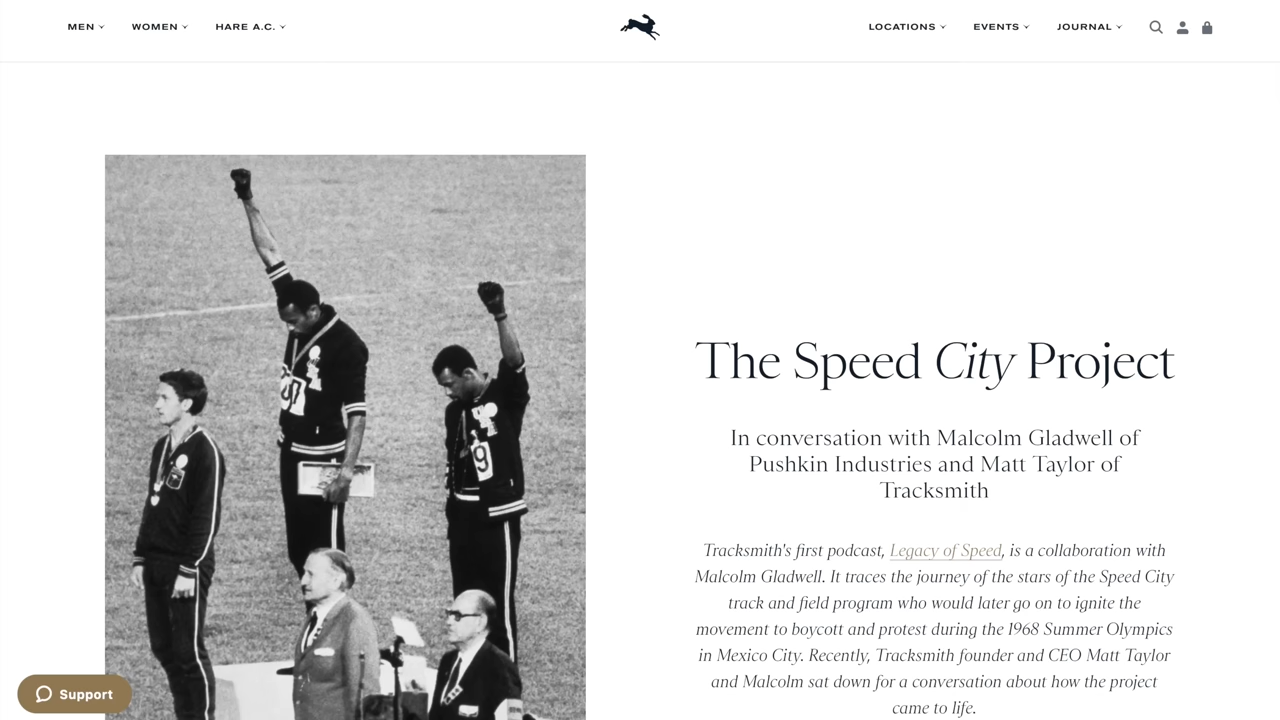 MEN WOMEN HARE A.C. LOCATIONS EVENTS JOURNAL
The Speed City Project
In conversation with Malcolm Gladwell of
Pushkin Industries and Matt Taylor of
Tracksmith
Tracksmith's first podcast, Legacy of Speed, is a collaboration with
Malcolm Gladwell. It traces the journey of the stars of the Speed City
track and field program who would later go on to ignite the
movement to boycott and protest during the 1968 Summer Olympics
in Mexico City. Recently, Tracksmith founder and CEO Matt Taylor
and Malcolm sat down for a conversation about how the project
came to life.
Support